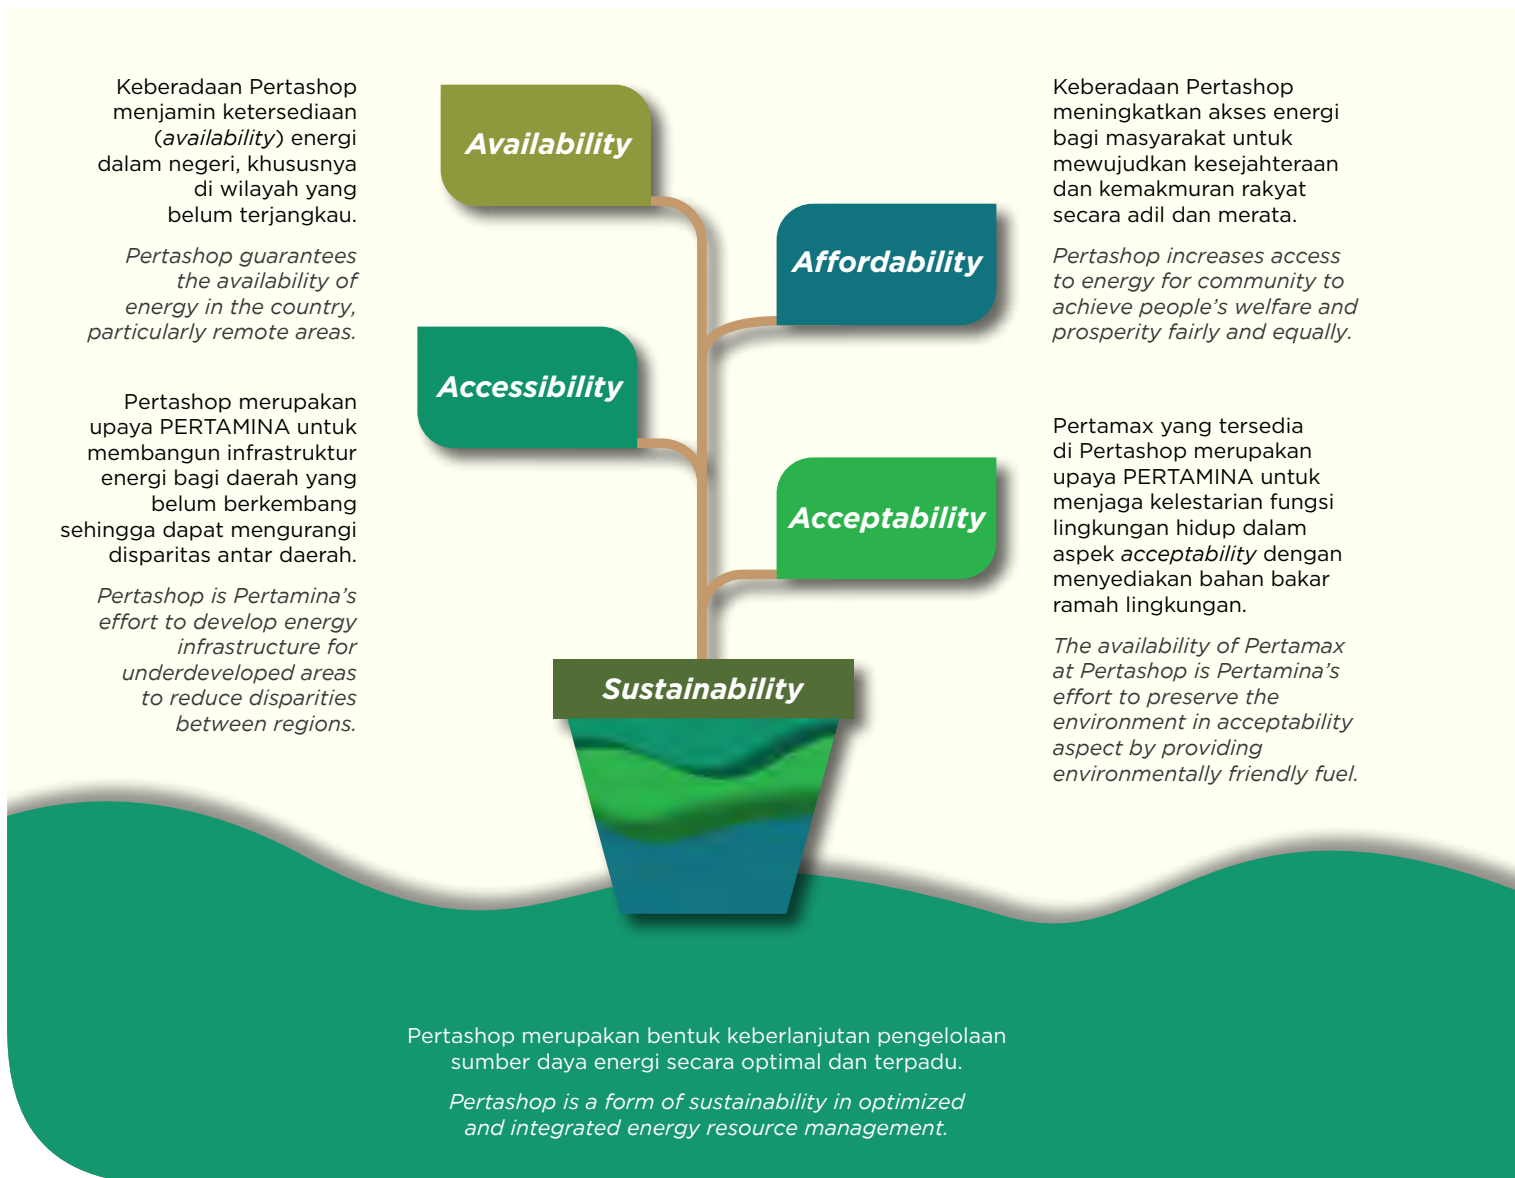 Keberadaan Pertashop
menjamin ketersediaan
(availability) energi
dalam negeri, khususnya
di wilayah yang
belum terjangkau.
Pertashop guarantees
the availability of
energy in the country,
particularly remote areas.
Availability
Keberadaan Pertashop
meningkatkan akses energi
bagi masyarakat untuk
mewujudkan kesejahteraan
dan kemakmuran rakyat
secara adil dan merata.
Pertashop increases access
to energy for community to
achieve people's welfare and
prosperity fairly and equally.
Affordability
Accessibility
Pertashop merupakan
upaya PERTAMINA untuk
membangun infrastruktur
energi bagi daerah yang
belum berkembang
sehingga dapat mengurangi
disparitas antar daerah.
Pertashop is Pertamina's
effort to develop energy
infrastructure for
underdeveloped areas
to reduce disparities
between regions.
Acceptability
Pertamax yang tersedia
di Pertashop merupakan
upaya PERTAMINA untuk
menjaga kelestarian fungsi
lingkungan hidup dalam
aspek acceptability dengan
menyediakan bahan bakar
ramah lingkungan.
The availability of Pertamax
at Pertashop is Pertamina's
effort to preserve the
environment in acceptability
aspect by providing
environmentally friendly fuel.
Sustainability
Pertashop merupakan bentuk keberlanjutan pengelolaan
sumber daya energi secara optimal dan terpadu.
Pertashop is a form of sustainability in optimized
and integrated energy resource management.